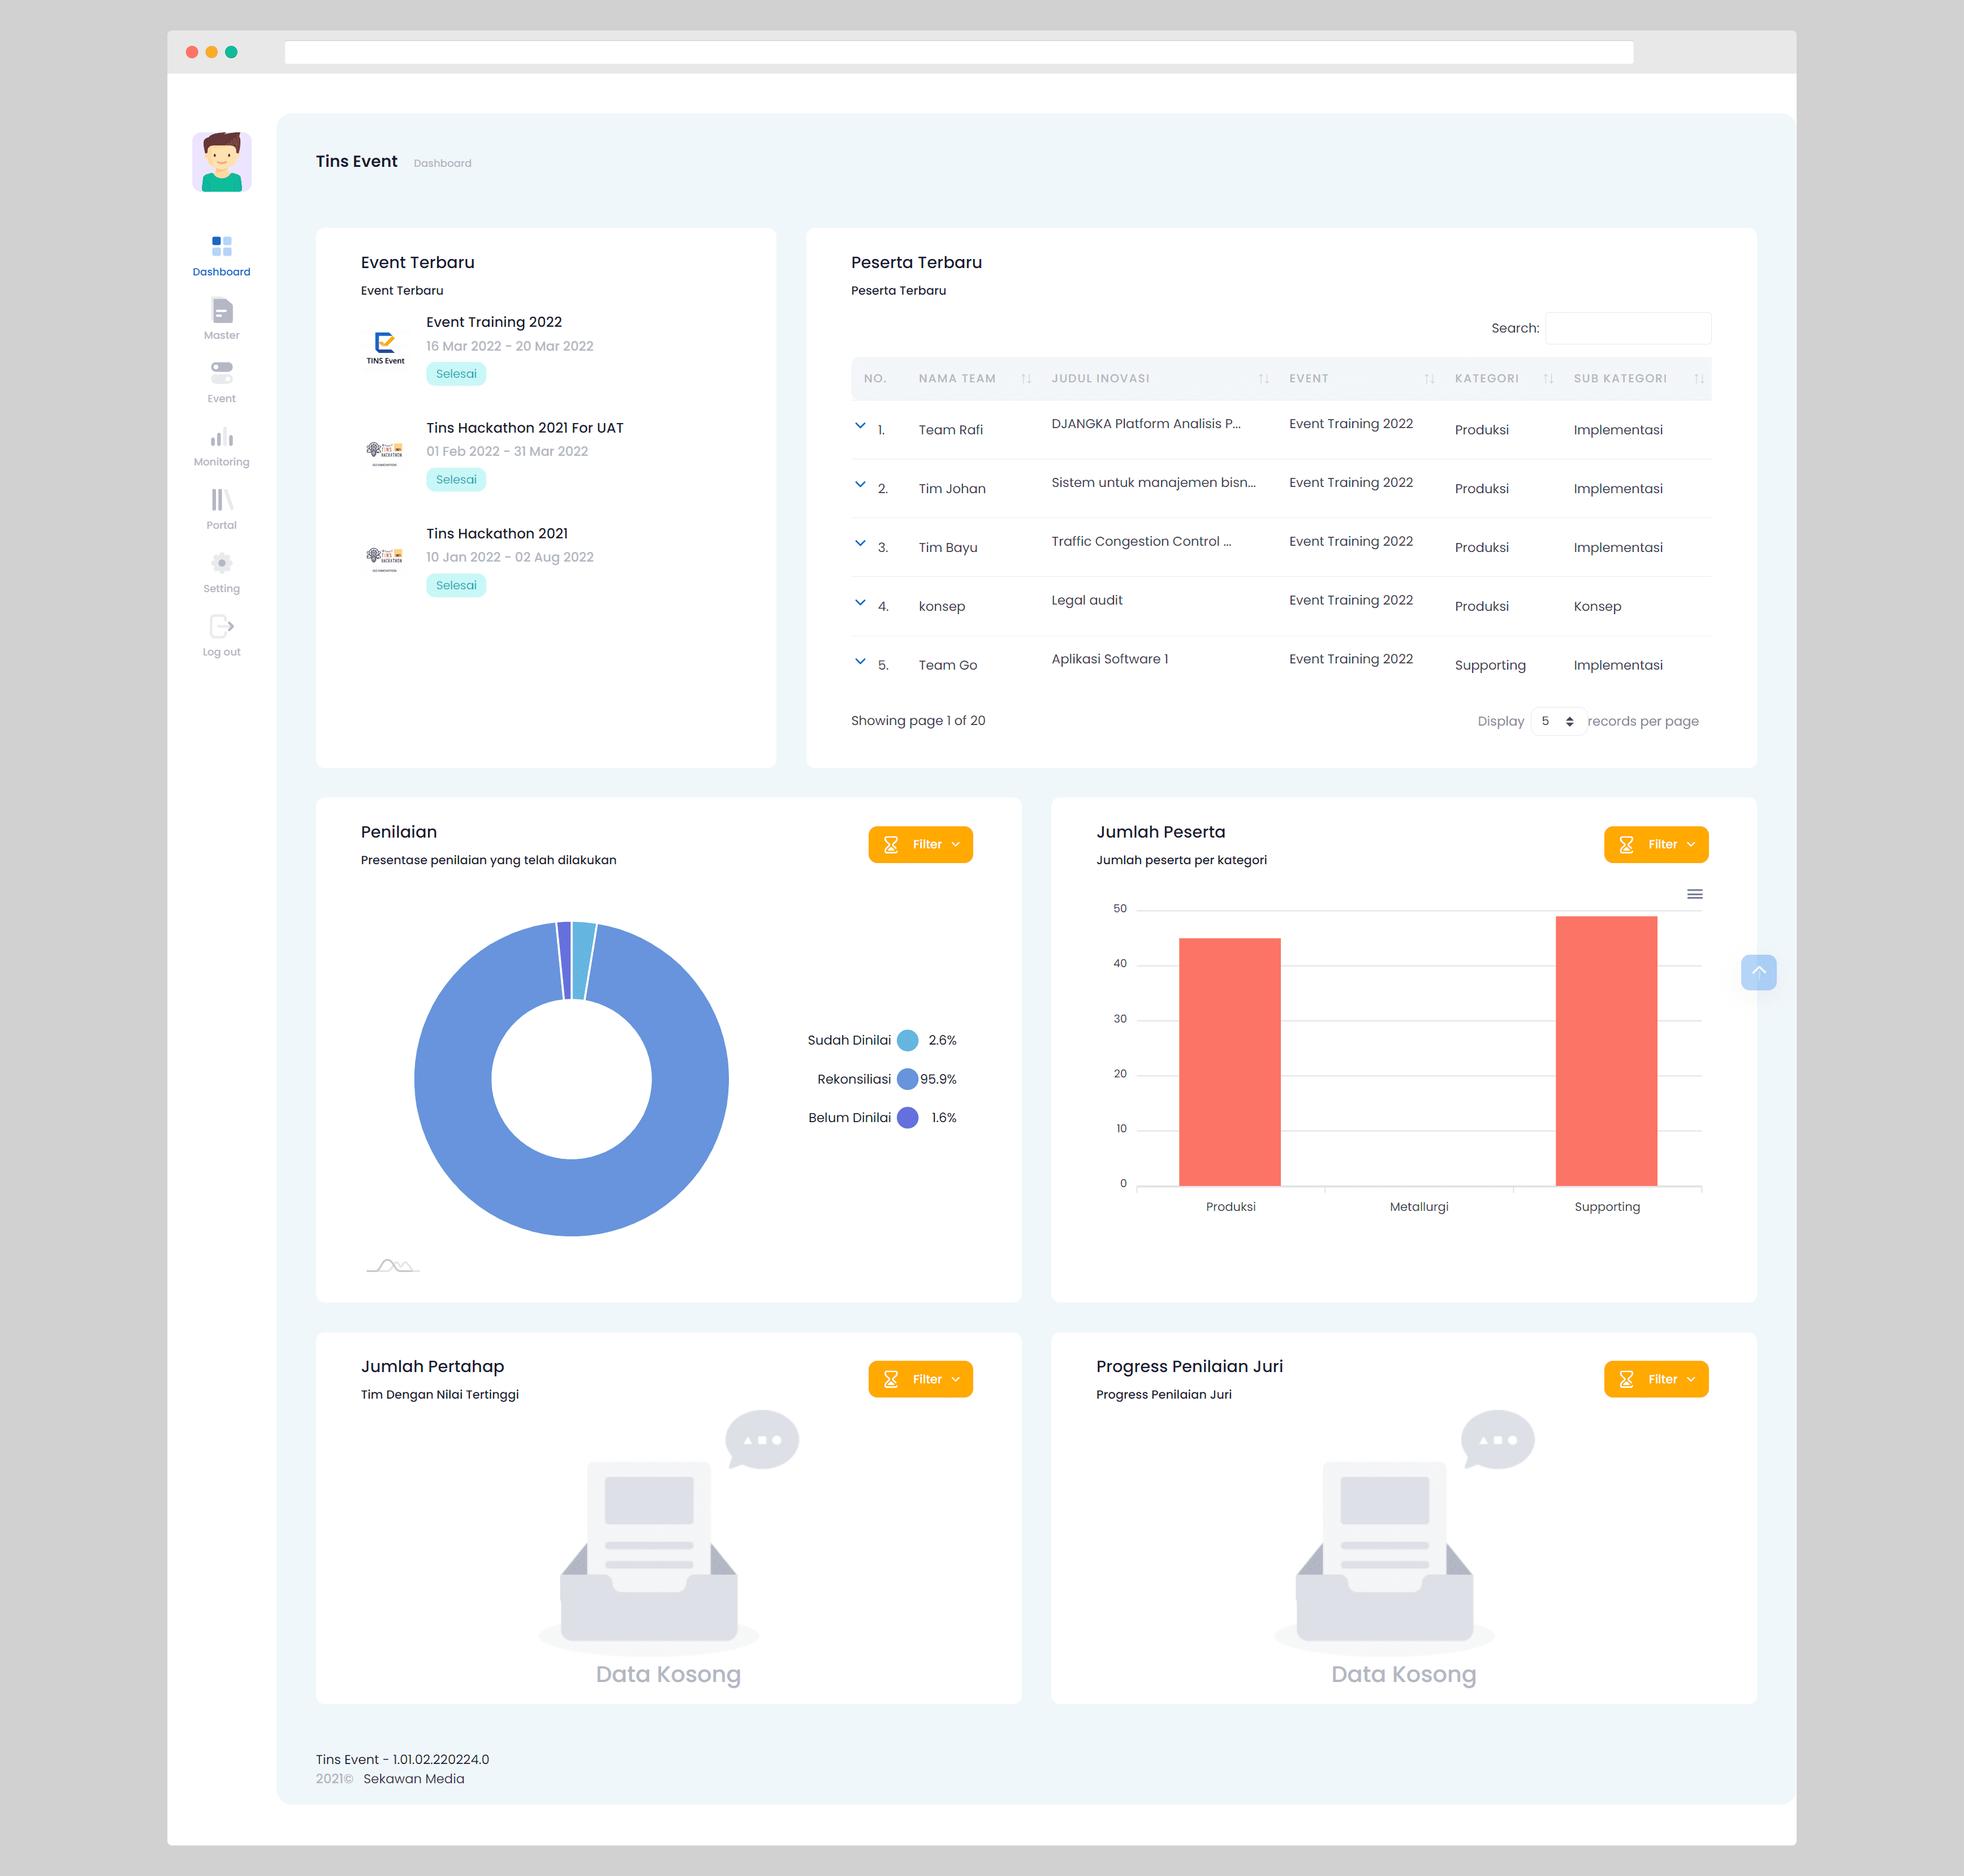 Tins Event Dashboard
Dashboard
Master
Event
Monitoring
Portal
Setting
Log out
Event Terbaru
Event Terbaru
TINS Event
Event Training 2022
16 Mar 2022 - 20 Mar 2022
Selesai
TINS
HACKATHON
Tins Hackathon 2021 For UAT
01 Feb 2022 - 31 Mar 2022
Selesai
TINS
HACKATHON
Tins Hackathon 2021
10 Jan 2022 - 02 Aug 2022
Selesai
Peserta Terbaru
Peserta Terbaru
Search:
NO. NAMA TEAM JUDUL INOVASI EVENT KATEGORI SUB KATEGORI
1. Team Rafi DJANGKA Platform Analisis P... Event Training 2022 Produksi Implementasi
2. Tim Johan Sistem untuk manajemen bisn... Event Training 2022 Produksi Implementasi
3. Tim Bayu Traffic Congestion Control ... Event Training 2022 Produksi Implementasi
4. konsep Legal audit Event Training 2022 Produksi Konsep
5. Team Go Aplikasi Software 1 Event Training 2022 Supporting Implementasi
Showing page 1 of 20
Display 5 records per page
Penilaian
Presentase penilaian yang telah dilakukan
Filter
Sudah Dinilai 2.6%
Rekonsiliasi 95.9%
Belum Dinilai 1.6%
Jumlah Peserta
Jumlah peserta per kategori
Filter
50
40
30
20
10
0
Produksi Metallurgi Supporting
Jumlah Pertahap
Tim Dengan Nilai Tertinggi
Filter
Data Kosong
Progress Penilaian Juri
Progress Penilaian Juri
Filter
Data Kosong
Tins Event - 1.01.02.220224.0
2021© Sekawan Media